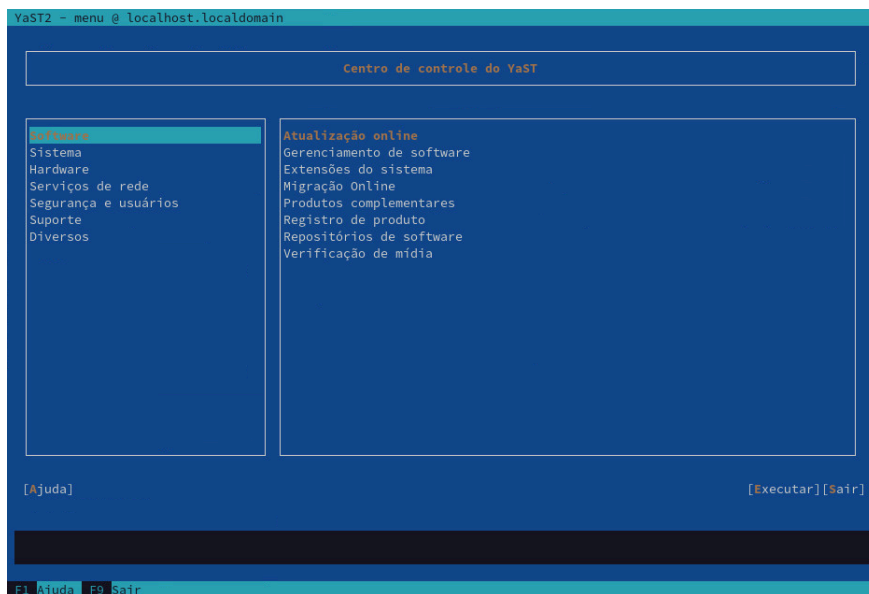 YaST2 - menu @ localhost.localdomain
Centro de controle do YaST
Software
Sistema
Hardware
Serviços de rede
Segurança e usuários
Suporte
Diversos
Atualização online
Gerenciamento de software
Extensões do sistema
Migração Online
Produtos complementares
Registro de produto
Repositórios de software
Verificação de mídia
[Ajuda]
[Executar][Sair]
F1 Ajuda F9 Sair